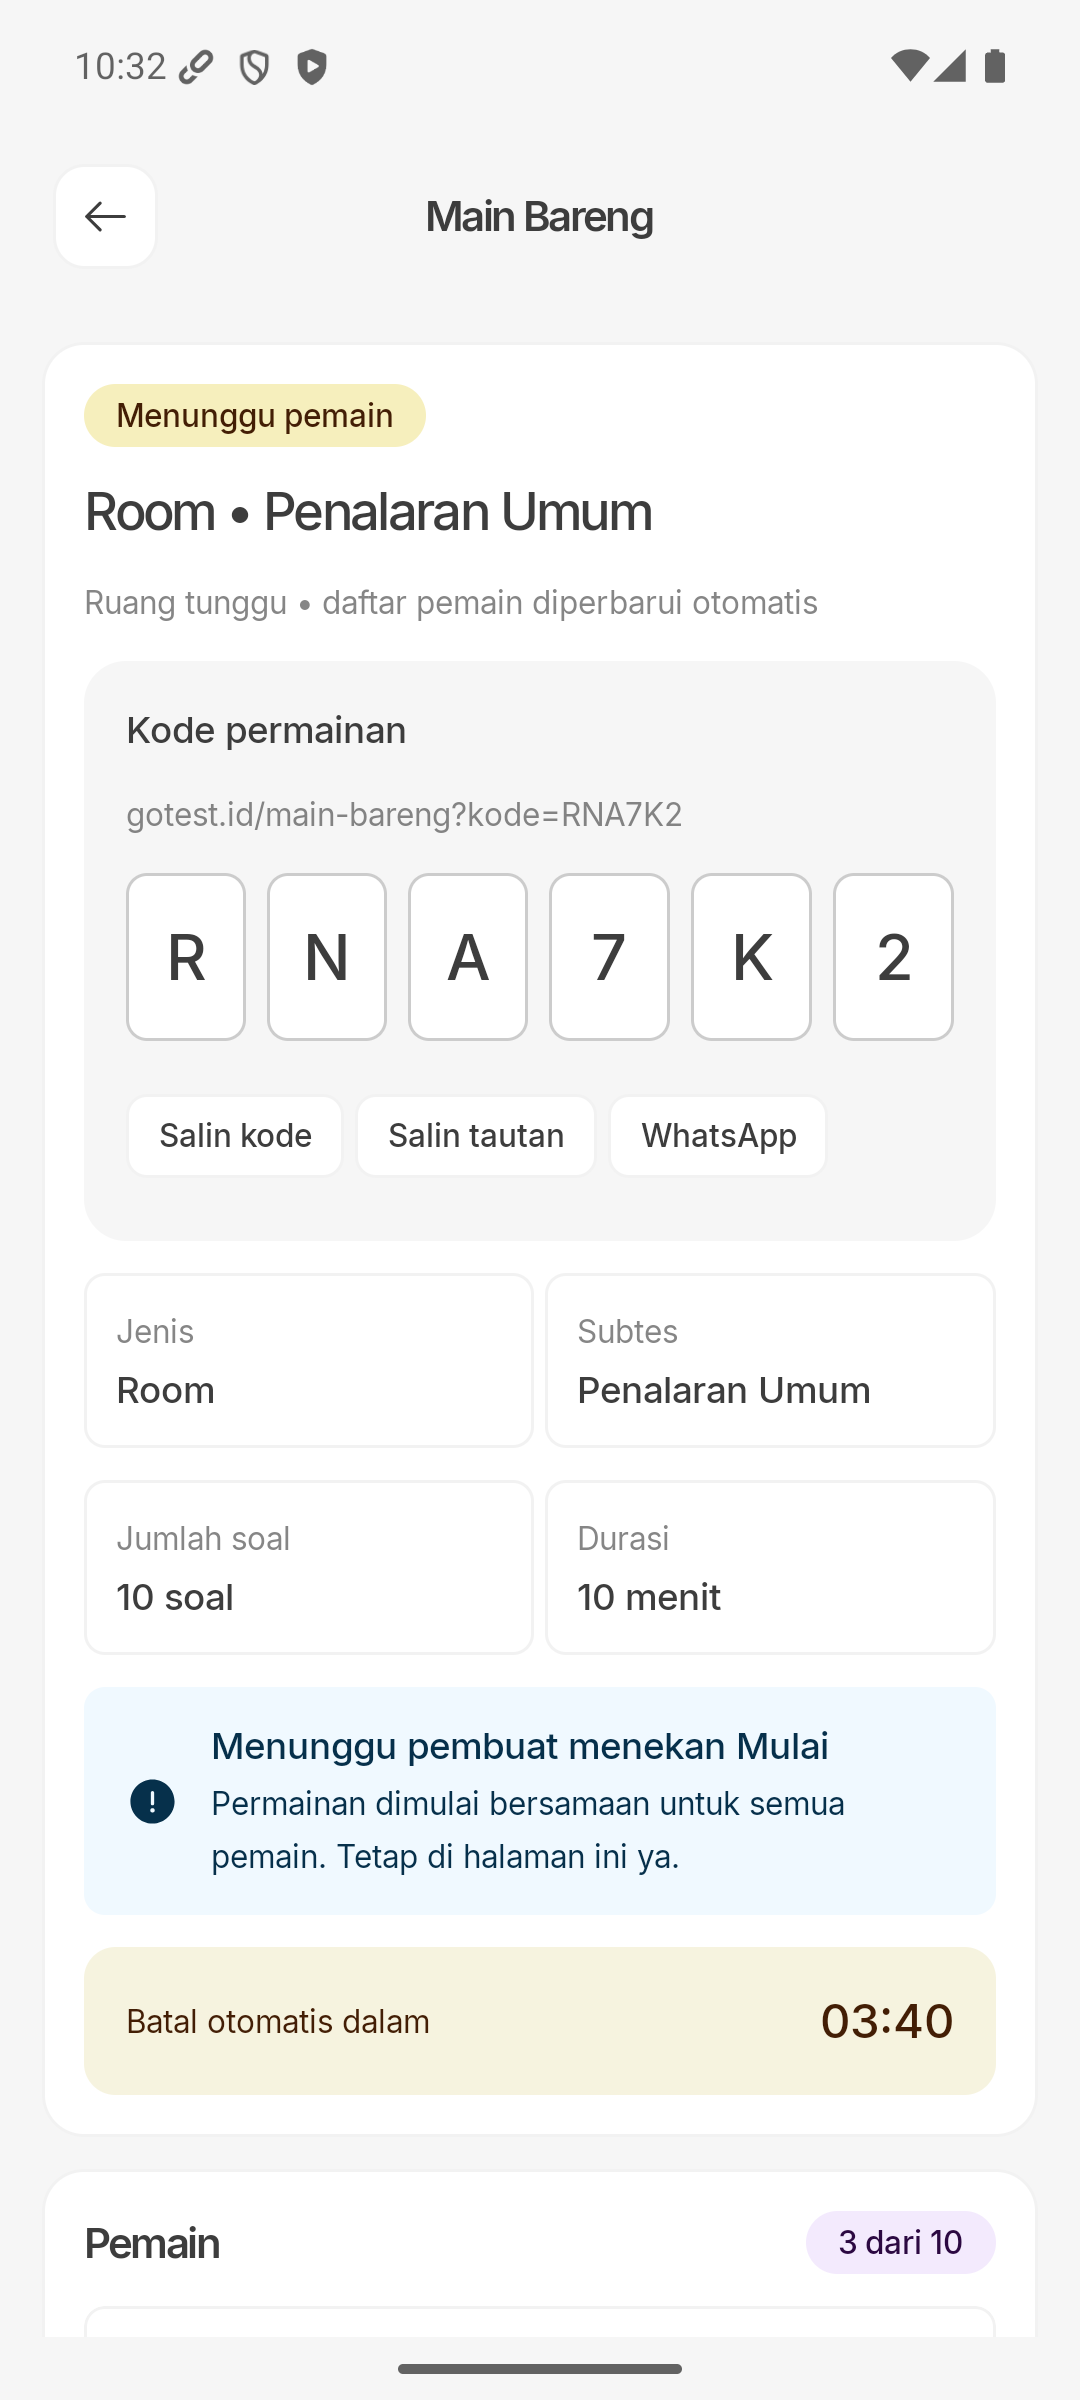 10:32
Main Bareng
Menunggu pemain
Room • Penalaran Umum
Ruang tunggu • daftar pemain diperbarui otomatis
Kode permainan
gotest.id/main-bareng?kode=RNA7K2
R N A 7 K 2
Salin kode Salin tautan WhatsApp
Jenis Subtes
Room Penalaran Umum
Jumlah soal Durasi
10 soal 10 menit
Menunggu pembuat menekan Mulai
Permainan dimulai bersamaan untuk semua
pemain. Tetap di halaman ini ya.
Batal otomatis dalam 03:40
Pemain 3 dari 10